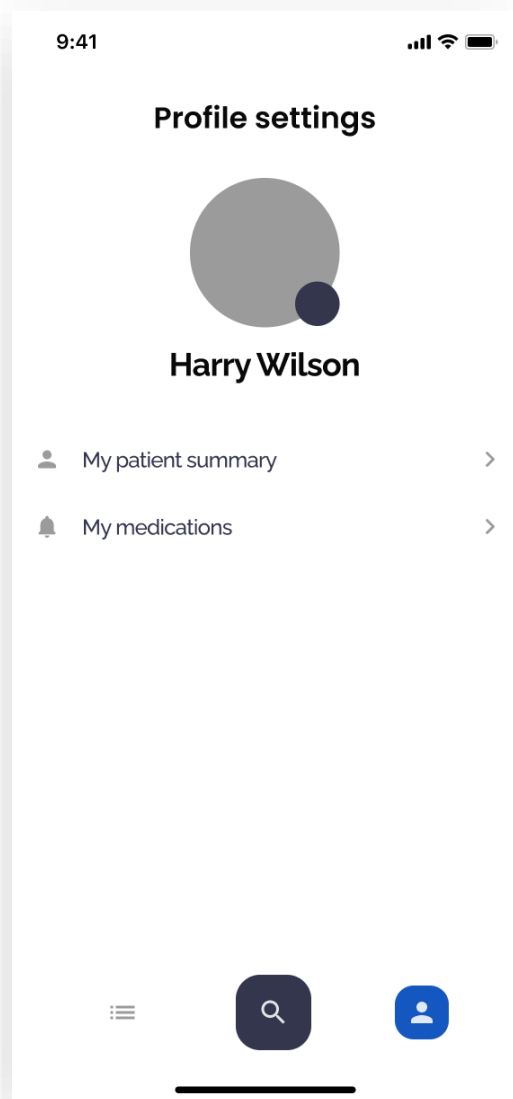 9:41
Profile settings
Harry Wilson
My patient summary
My medications